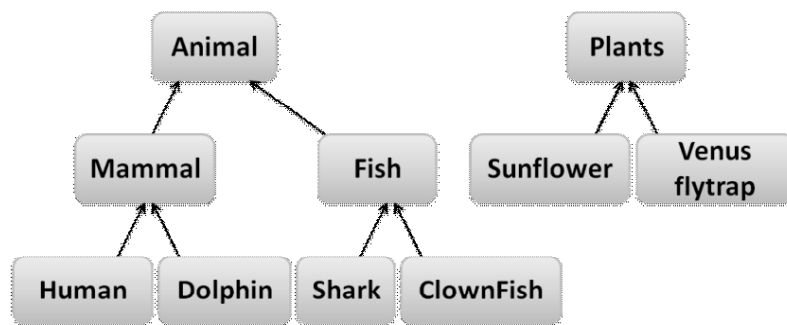 Animal
Plants
Mammal
Fish
Sunflower
Venus
flytrap
Human
Dolphin
Shark
ClownFish